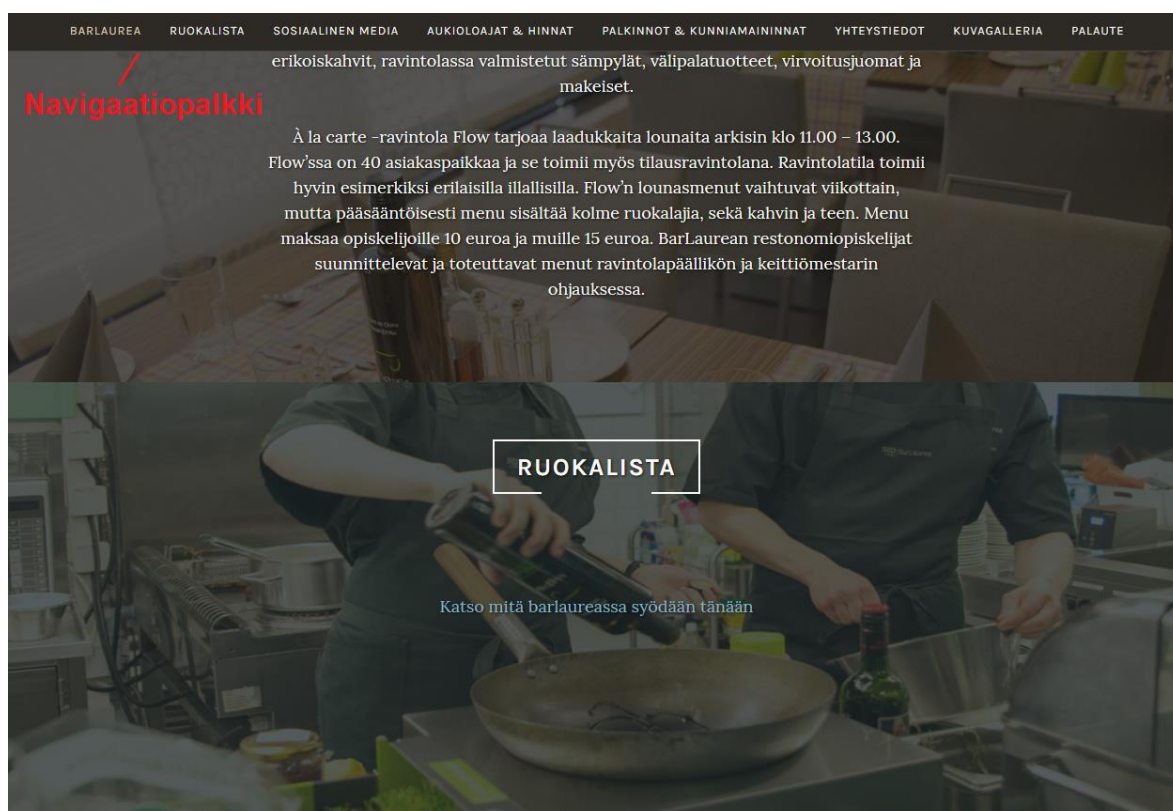 BARLAUREA RUOKALISTA SOSIAALINEN MEDIA AUKIOLOAJAT & HINNAT PALKINNOT & KUNNIAMAININNAT YHTEYSTIEDOT KUVAGALLERIA PALAUTE
erikoiskahvit, ravintolassa valmistetut sämpylät, välipalatuotteet, virvoitusjuomat ja
makeiset.
Navigaatiopalkki
À la carte -ravintola Flow tarjoaa laadukkaita lounaita arkisin klo 11.00 – 13.00.
Flow’ssa on 40 asiakaspaikkaa ja se toimii myös tilausravintolana. Ravintolatila toimii
hyvin esimerkiksi erilaisilla illallisilla. Flow’n lounasmenut vaihtuvat viikottain,
mutta pääsääntöisesti menu sisältää kolme ruokalajia, sekä kahvin ja teen. Menu
maksaa opiskelijoille 10 euroa ja muille 15 euroa. BarLaurean restonomiopiskelijat
suunnittelevat ja toteuttavat menut ravintolapäällikön ja keittiömestarin
ohjauksessa.
RUOKALISTA
Katso mitä barlaureassa syödään tänään